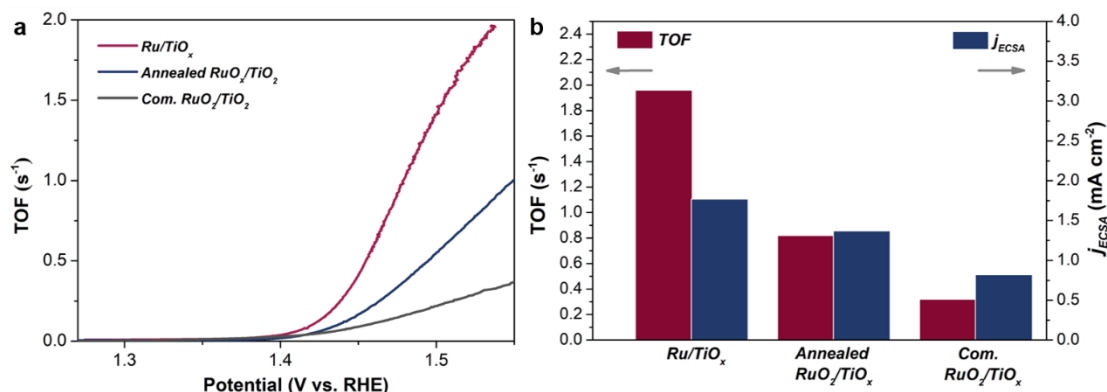 a
2.0
1.5
1.0
0.5
0.0
TOF (s⁻¹)
Ru/TiOₓ
Annealed RuOₓ/TiO₂
Com. RuO₂/TiO₂
1.3 1.4 1.5
Potential (V vs. RHE)
b
2.4
2.2
2.0
1.8
1.6
1.4
1.2
1.0
0.8
0.6
0.4
0.2
0.0
TOF (s⁻¹)
TOF
j_ECSA
4.0
3.5
3.0
2.5
2.0
1.5
1.0
0.5
0.0
j_ECSA (mA cm⁻²)
Ru/TiOₓ Annealed Com.
RuO₂/TiOₓ RuO₂/TiOₓ